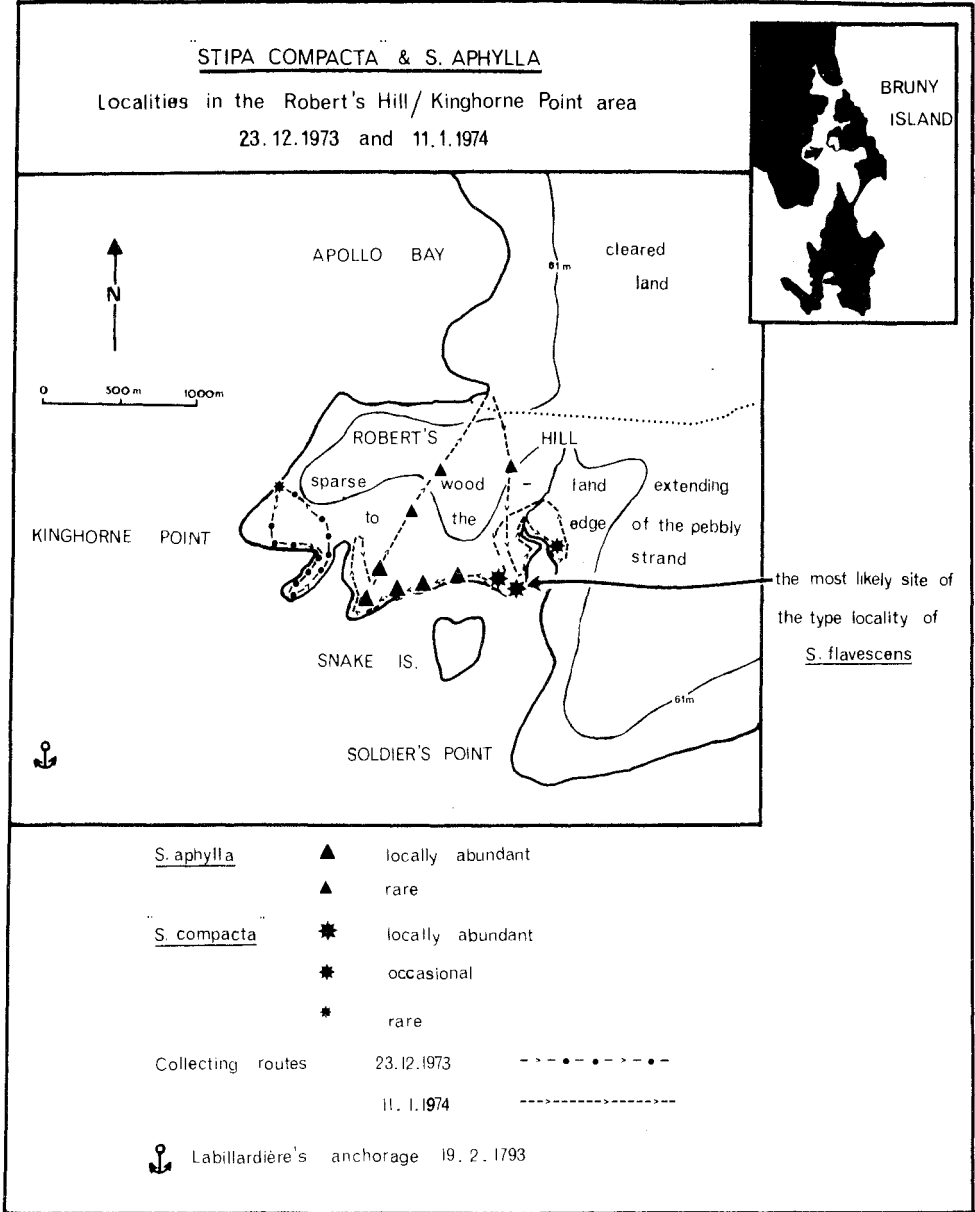 "STIPA COMPACTA" & S. APHYLLA
Localities in the Robert's Hill/Kinghorne Point area
23.12.1973 and 11.1.1974
BRUNY
ISLAND
APOLLO BAY
cleared
land
61m
N
0 500m 1000m
ROBERT'S HILL
sparse wood - land extending
to the edge of the pebbly
strand
KINGHORNE POINT
the most likely site of
the type locality of
S. flavescens
SNAKE IS.
61m
SOLDIER'S POINT
S. aphylla locally abundant
rare
"S. compacta" locally abundant
occasional
rare
Collecting routes 23.12.1973
11.1.1974
Labillardière's anchorage 19.2.1793